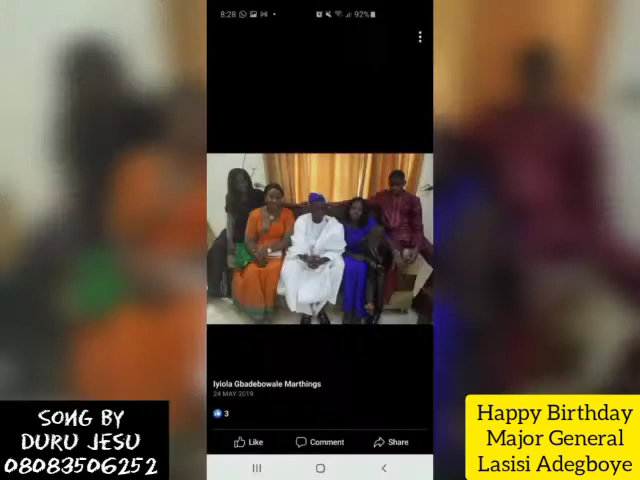 8:28
92%
Iyiola Gbadebowale Marthings
24 MAY 2019
3
Like
Comment
Share
SONG BY
DURU JESU
08083506252
Happy Birthday
Major General
Lasisi Adegboye